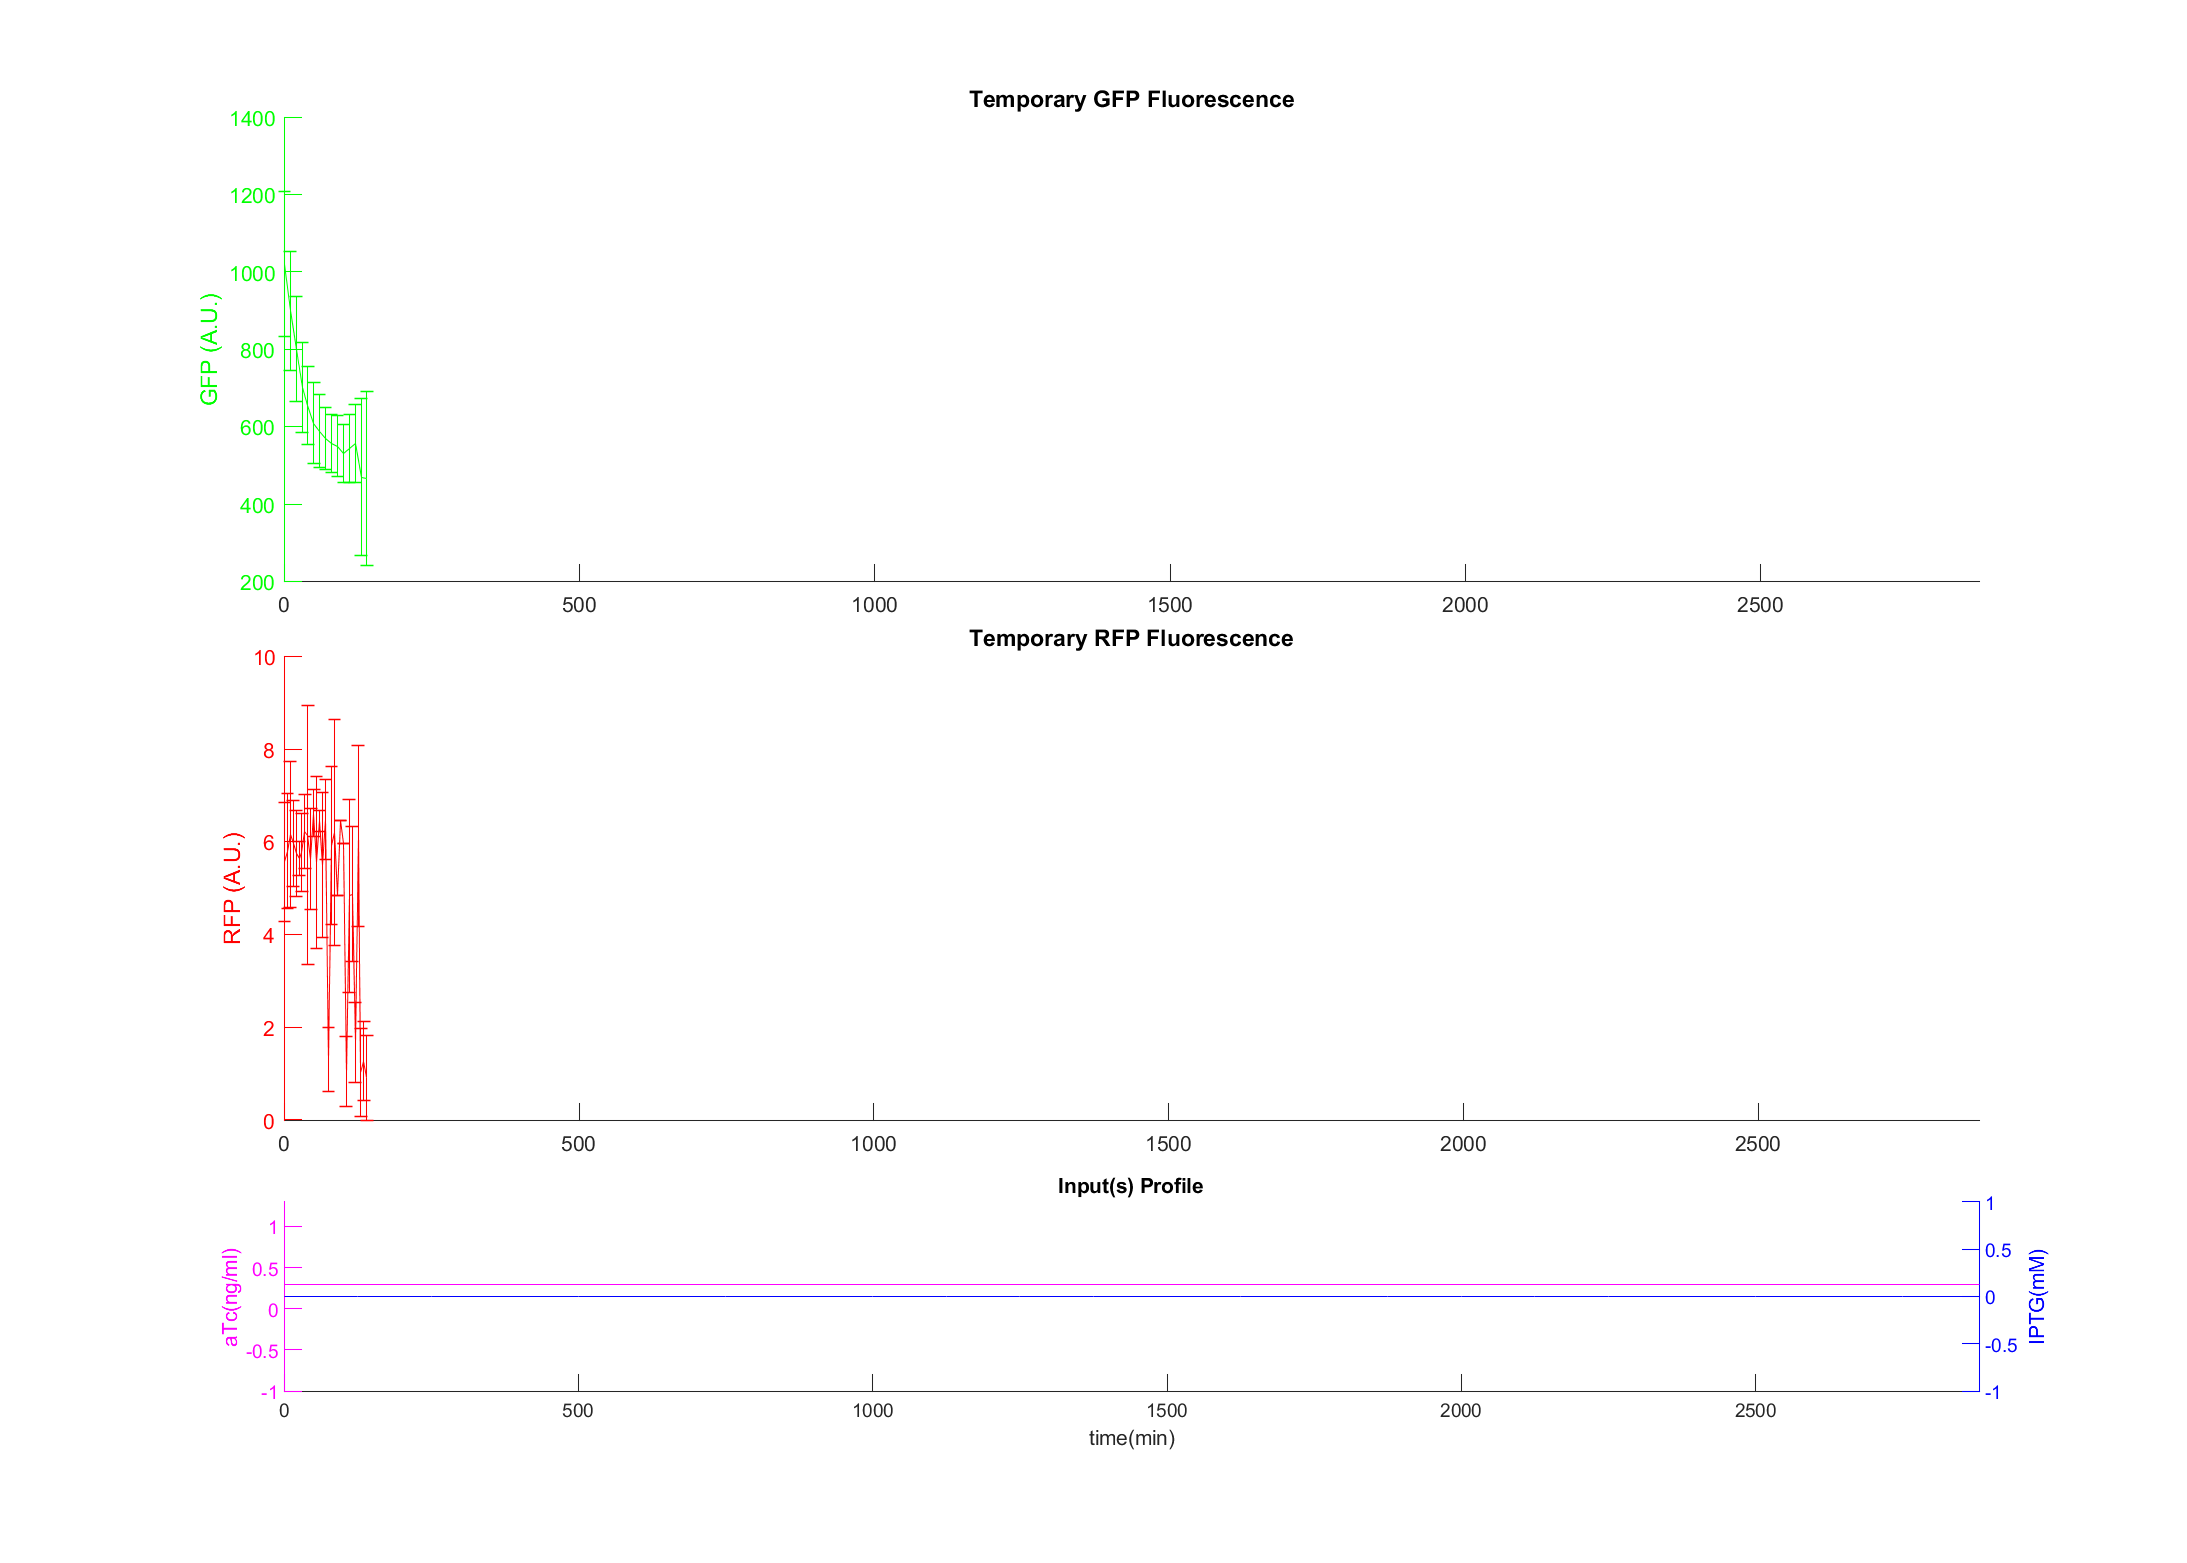 Temporary GFP Fluorescence
1400
1200
1000
800
600
400
200
GFP (A.U.)
0 500 1000 1500 2000 2500
Temporary RFP Fluorescence
10
8
6
4
2
0
RFP (A.U.)
0 500 1000 1500 2000 2500
Input(s) Profile
1
0.5
0
-0.5
-1
aTc(ng/ml)
1
0.5
0
-0.5
-1
IPTG(mM)
0 500 1000 1500 2000 2500
time(min)